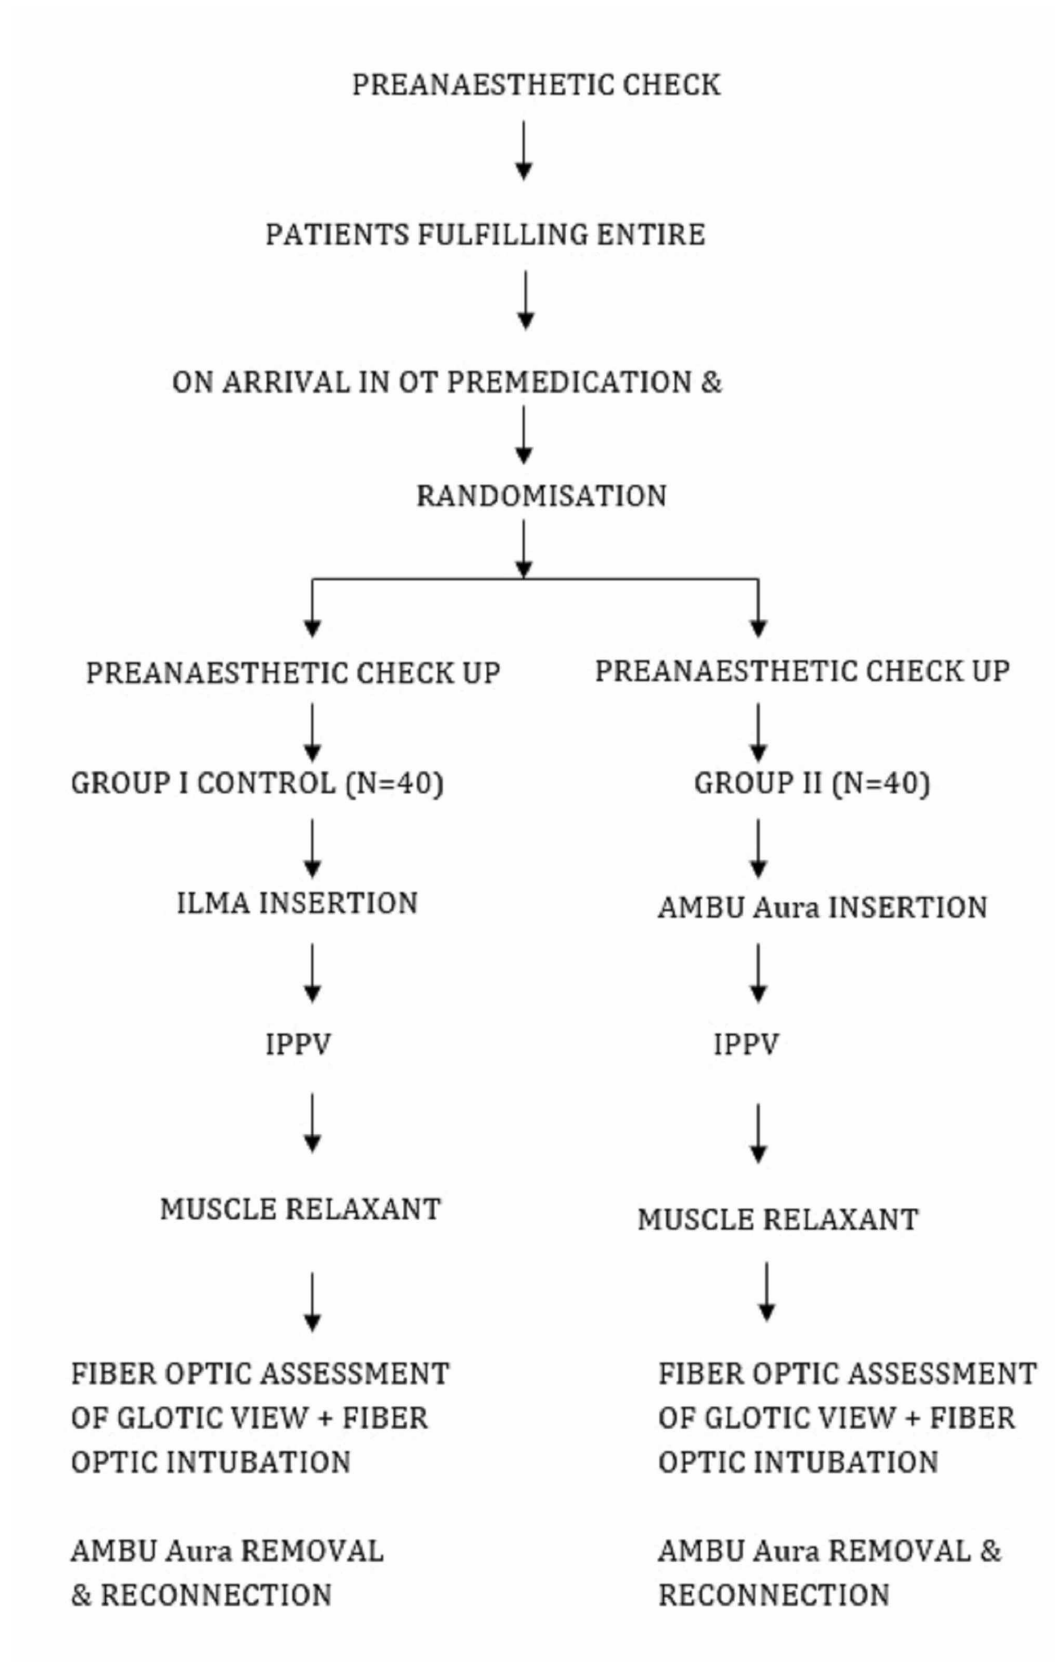 PREANAESTHETIC CHECK
PATIENTS FULFILLING ENTIRE
ON ARRIVAL IN OT PREMEDICATION &
RANDOMISATION
PREANAESTHETIC CHECK UP
GROUP I CONTROL (N=40)
ILMA INSERTION
IPPV
MUSCLE RELAXANT
FIBER OPTIC ASSESSMENT
OF GLOTIC VIEW + FIBER
OPTIC INTUBATION
AMBU Aura REMOVAL
& RECONNECTION
PREANAESTHETIC CHECK UP
GROUP II (N=40)
AMBU Aura INSERTION
IPPV
MUSCLE RELAXANT
FIBER OPTIC ASSESSMENT
OF GLOTIC VIEW + FIBER
OPTIC INTUBATION
AMBU Aura REMOVAL &
RECONNECTION